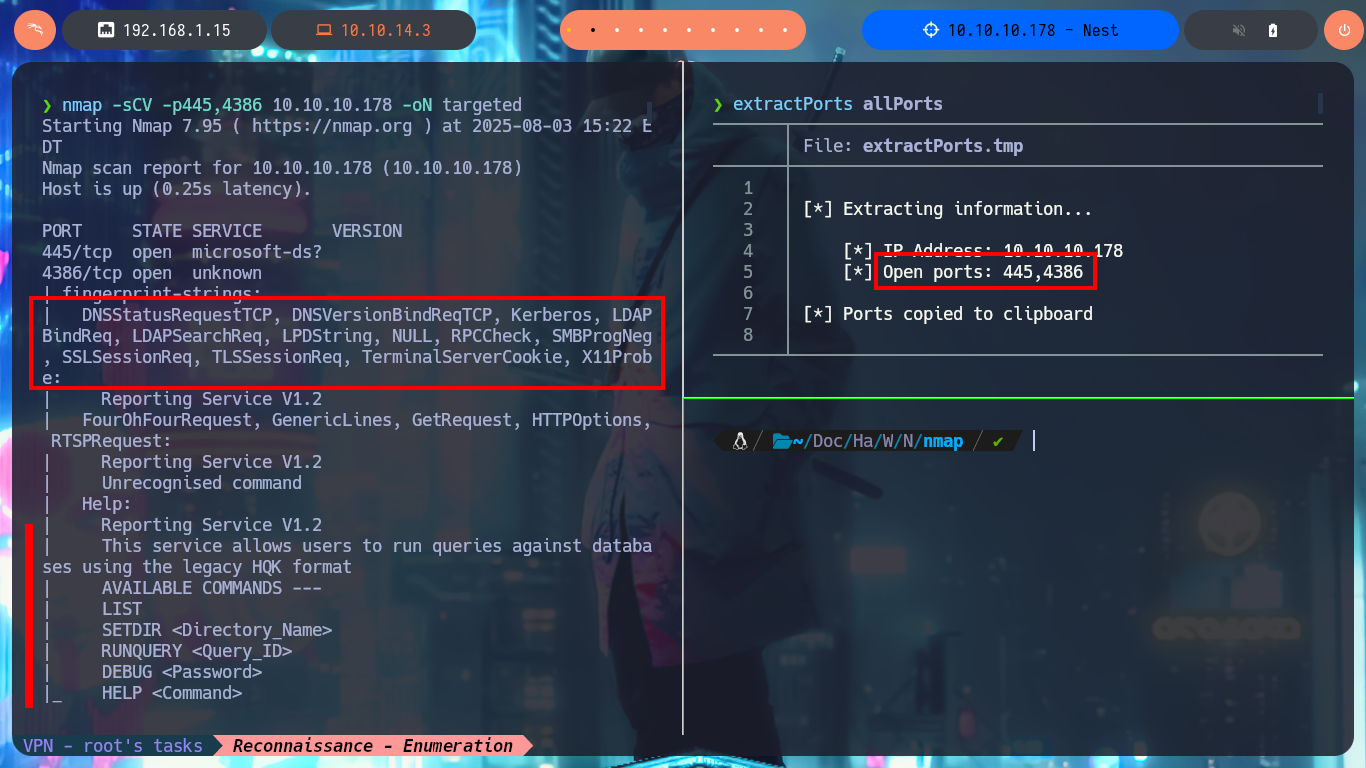 192.168.1.15
10.10.14.3
10.10.10.178 - Nest
❯ nmap -sCV -p445,4386 10.10.10.178 -oN targeted
Starting Nmap 7.95 ( https://nmap.org ) at 2025-08-03 15:22 E
DT
Nmap scan report for 10.10.10.178 (10.10.10.178)
Host is up (0.25s latency).
PORT     STATE SERVICE       VERSION
445/tcp  open  microsoft-ds?
4386/tcp open  unknown
| fingerprint-strings:
|   DNSStatusRequestTCP, DNSVersionBindReqTCP, Kerberos, LDAP
BindReq, LDAPSearchReq, LPDString, NULL, RPCCheck, SMBProgNeg
, SSLSessionReq, TLSSessionReq, TerminalServerCookie, X11Prob
e:
|     Reporting Service V1.2
|   FourOhFourRequest, GenericLines, GetRequest, HTTPOptions,
 RTSPRequest:
|     Reporting Service V1.2
|     Unrecognised command
|   Help:
|     Reporting Service V1.2
|     This service allows users to run queries against databa
ses using the legacy HQK format
|     AVAILABLE COMMANDS ---
|     LIST
|     SETDIR <Directory_Name>
|     RUNQUERY <Query_ID>
|     DEBUG <Password>
|_    HELP <Command>
❯ extractPorts allPorts
File: extractPorts.tmp
1
2 [*] Extracting information...
3
4     [*] IP Address: 10.10.10.178
5     [*] Open ports: 445,4386
6
7 [*] Ports copied to clipboard
8
~/Doc/Ha/W/N/nmap / ✔
VPN - root's tasks
Reconnaissance - Enumeration